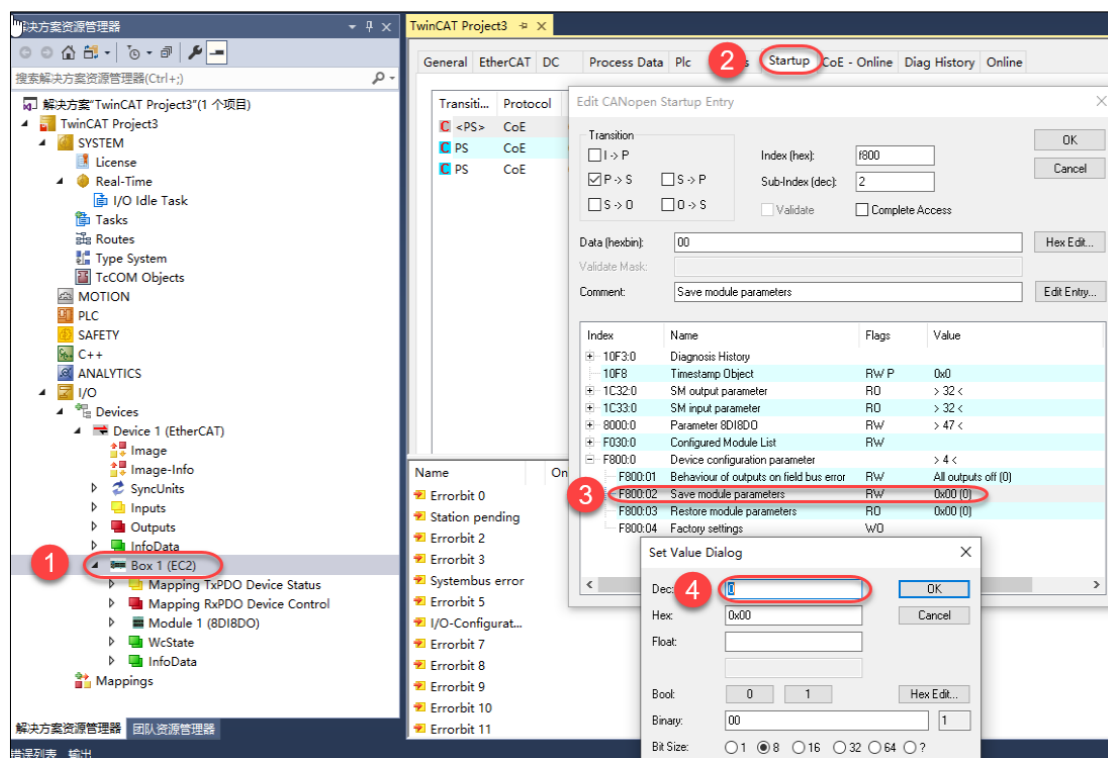 解决方案资源管理器
搜索解决方案资源管理器(Ctrl+;)
解决方案"TwinCAT Project3"(1 个项目)
TwinCAT Project3
SYSTEM
License
Real-Time
I/O Idle Task
Tasks
Routes
Type System
TcCOM Objects
MOTION
PLC
SAFETY
C++
ANALYTICS
I/O
Devices
Device 1 (EtherCAT)
Image
Image-Info
SyncUnits
Inputs
Outputs
InfoData
1
Box 1 (EC2)
Mapping TxPDO Device Status
Mapping RxPDO Device Control
Module 1 (8DI8DO)
WcState
InfoData
Mappings
解决方案资源管理器 团队资源管理器
错误列表 输出
TwinCAT Project3
General EtherCAT DC Process Data Plc 2 Startup CoE - Online Diag History Online
Transiti... Protocol
<PS> CoE
PS CoE
PS CoE
Name On
Errorbit 0
Station pending
Errorbit 2
Errorbit 3
Systembus error
Errorbit 5
I/O-Configurat...
Errorbit 7
Errorbit 8
Errorbit 9
Errorbit 10
Errorbit 11
Edit CANopen Startup Entry
Transition
I -> P
P -> S S -> P
S -> O O -> S
Index (hex): f800
Sub-Index (dec): 2
Validate Complete Access
OK
Cancel
Data (hexbin): 00 Hex Edit...
Validate Mask:
Comment: Save module parameters Edit Entry...
Index Name Flags Value
10F3:0 Diagnosis History
10F8 Timestamp Object RW P 0x0
1C32:0 SM output parameter RO > 32 <
1C33:0 SM input parameter RO > 32 <
8000:0 Parameter 8DI8DO RW > 47 <
F030:0 Configured Module List RW
F800:0 Device configuration parameter > 4 <
F800:01 Behaviour of outputs on field bus error RW All outputs off (0)
3 F800:02 Save module parameters RW 0x00 (0)
F800:03 Restore module parameters RO 0x00 (0)
F800:04 Factory settings WO
Set Value Dialog
Dec: 4 0 OK
Hex: 0x00 Cancel
Float:
Bool: 0 1 Hex Edit...
Binary: 00 1
Bit Size: 1 8 16 32 64 ?